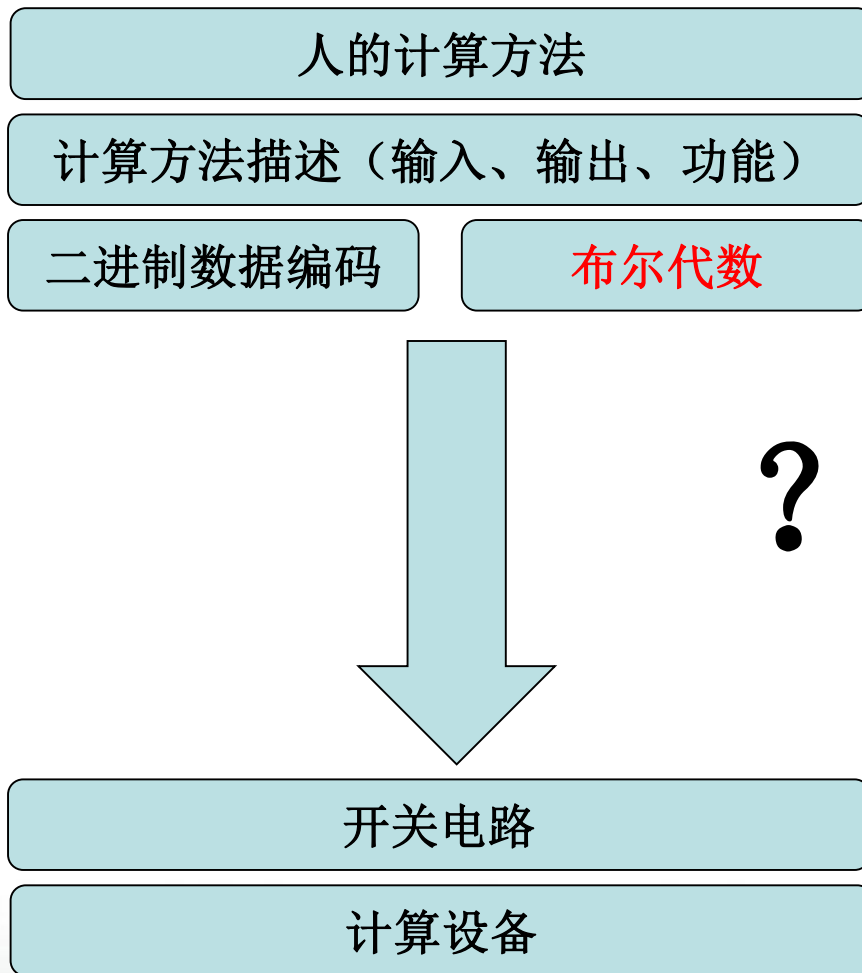 人的计算方法
计算方法描述（输入、输出、功能）
二进制数据编码
布尔代数
？
开关电路
计算设备